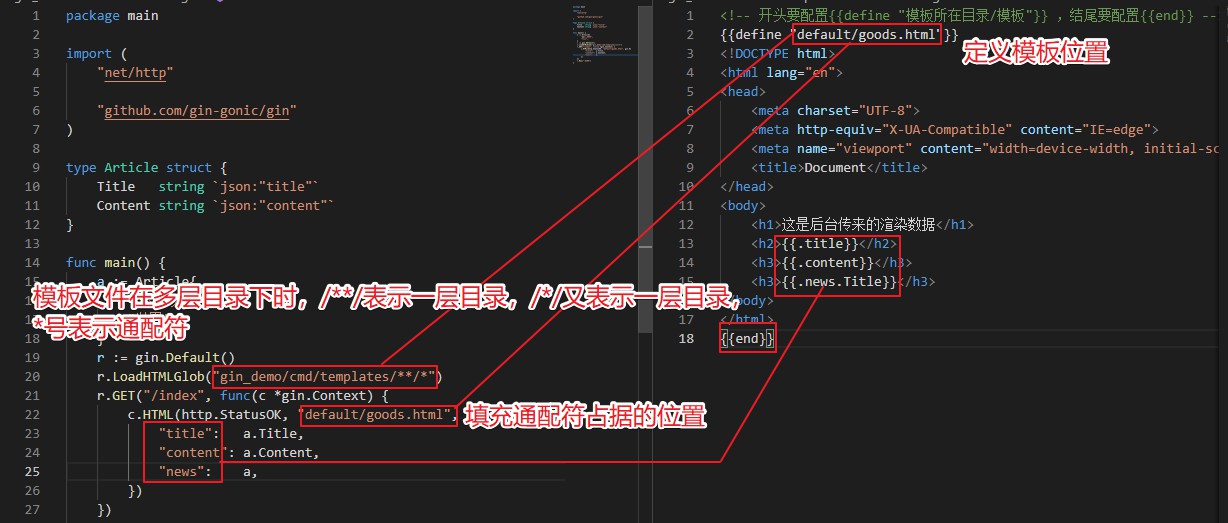 1 package main
2
3 import (
4 "net/http"
5
6 "github.com/gin-gonic/gin"
7 )
8
9 type Article struct {
10 Title string `json:"title"`
11 Content string `json:"content"`
12 }
13
14 func main() {
15 a := Article{
模板文件在多层目录下时，/**/表示一层目录，/*/又表示一层目录，
*号表示通配符
18 }
19 r := gin.Default()
20 r.LoadHTMLGlob("gin_demo/cmd/templates/**/*")
21 r.GET("/index", func(c *gin.Context) {
22 c.HTML(http.StatusOK, "default/goods.html",
填充通配符占据的位置
23 "title": a.Title,
24 "content": a.Content,
25 "news": a,
26 })
27 })
1 <!-- 开头要配置{{define "模板所在目录/模板"}} ，结尾要配置{{end}} --
2 {{define "default/goods.html"}}
定义模板位置
3 <!DOCTYPE html>
4 <html lang="en">
5 <head>
6 <meta charset="UTF-8">
7 <meta http-equiv="X-UA-Compatible" content="IE=edge">
8 <meta name="viewport" content="width=device-width, initial-sc
9 <title>Document</title>
10 </head>
11 <body>
12 <h1>这是后台传来的渲染数据</h1>
13 <h2>{{.title}}</h2>
14 <h3>{{.content}}</h3>
15 <h3>{{.news.Title}}</h3>
16 </body>
17 </html>
18 {{end}}